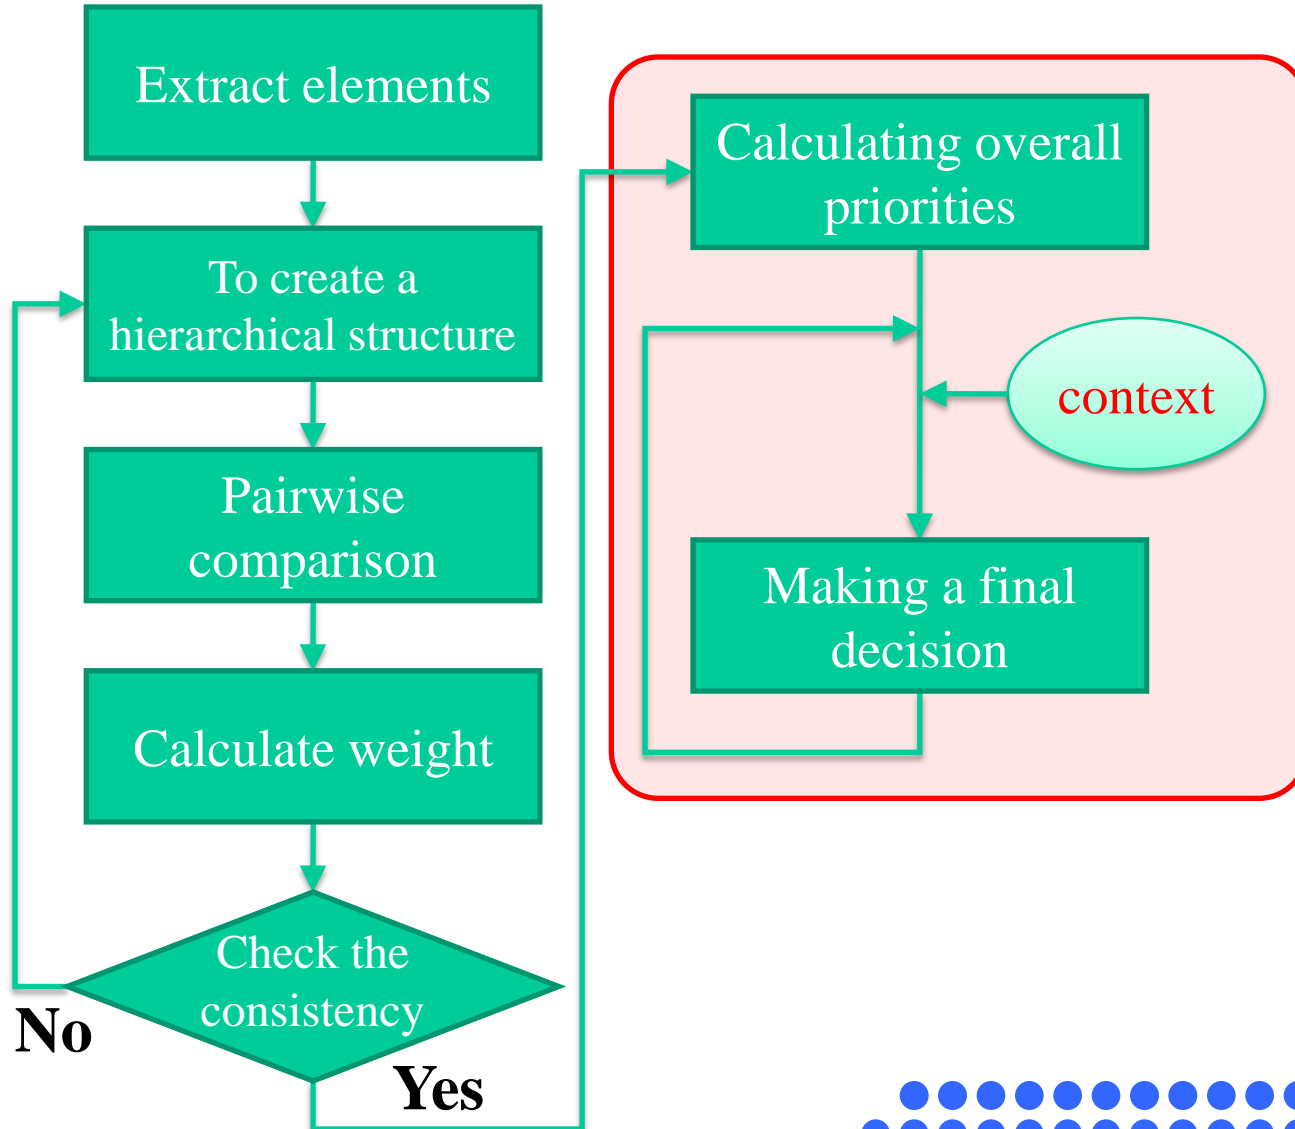 Extract elements
To create a
hierarchical structure
Pairwise
comparison
Calculate weight
Check the
consistency
No
Yes
Calculating overall
priorities
context
Making a final
decision